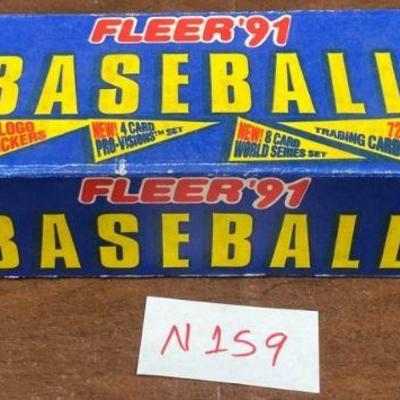 FLEER'91
BASEBALL
LOGO
NEW! 4 CARD
PRO-VISIONS™ SET
NEW! 8 CARD
WORLD SERIES SET
TRADING CARDS
FLEER'91
BASEBALL
N159